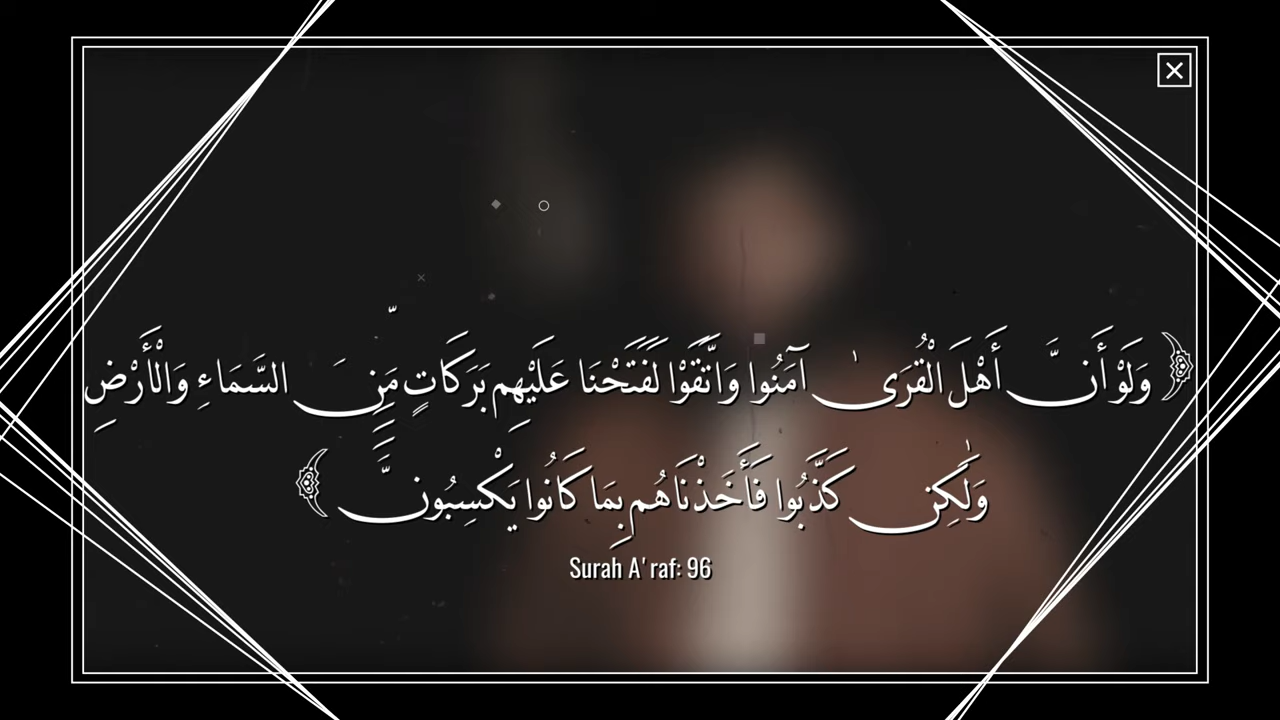 ﴿ وَلَوْ أَنَّ أَهْلَ الْقُرَىٰ آمَنُوا وَاتَّقَوْا لَفَتَحْنَا عَلَيْهِم بَرَكَاتٍ مِّنَ السَّمَاءِ وَالْأَرْضِ
وَلَٰكِن كَذَّبُوا فَأَخَذْنَاهُم بِمَا كَانُوا يَكْسِبُونَ ﴾
Surah A'raf: 96